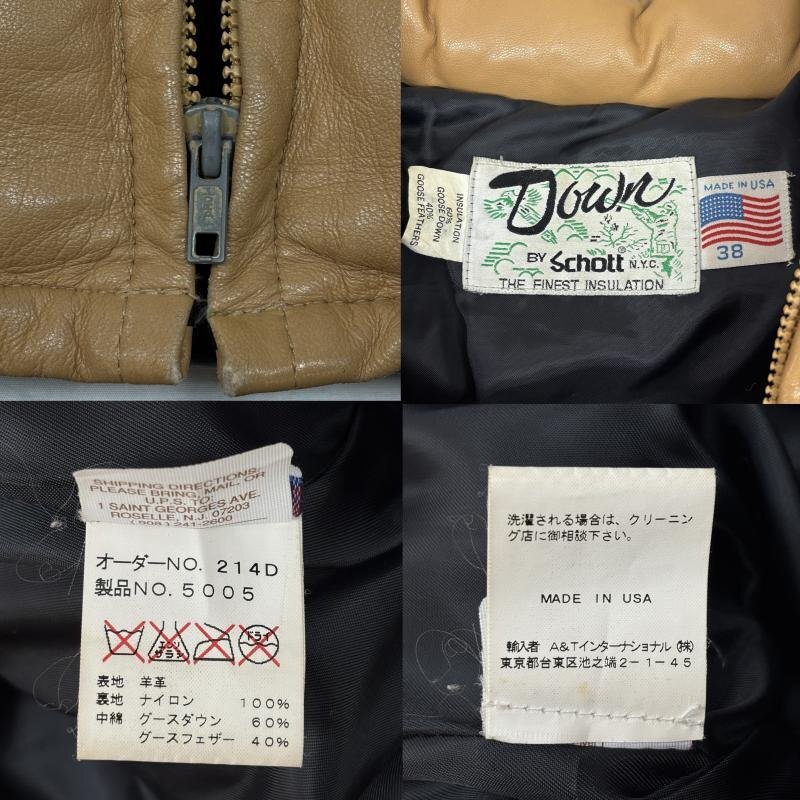 INSULATION
60%
GOOSE DOWN
40%
GOOSE FEATHERS
Down
BY Schott N.Y.C.
THE FINEST INSULATION
MADE IN USA
38
SHIPPING DIRECTIONS,
PLEASE BRING, MAIL OR
U.P.S. TO:
1 SAINT GEORGES AVE.
ROSELLE, N.J. 07203
(908) 241-2600
オーダーNO. 214D
製品NO. 5005
エンソ
サラシ
ドライ
表地 羊革
裏地 ナイロン 100%
中綿 グースダウン 60%
グースフェザー 40%
洗濯される場合は、クリーニン
グ店に御相談下さい。
MADE IN USA
輸入者 A&Tインターナショナル(株)
東京都台東区池之端2-1-45